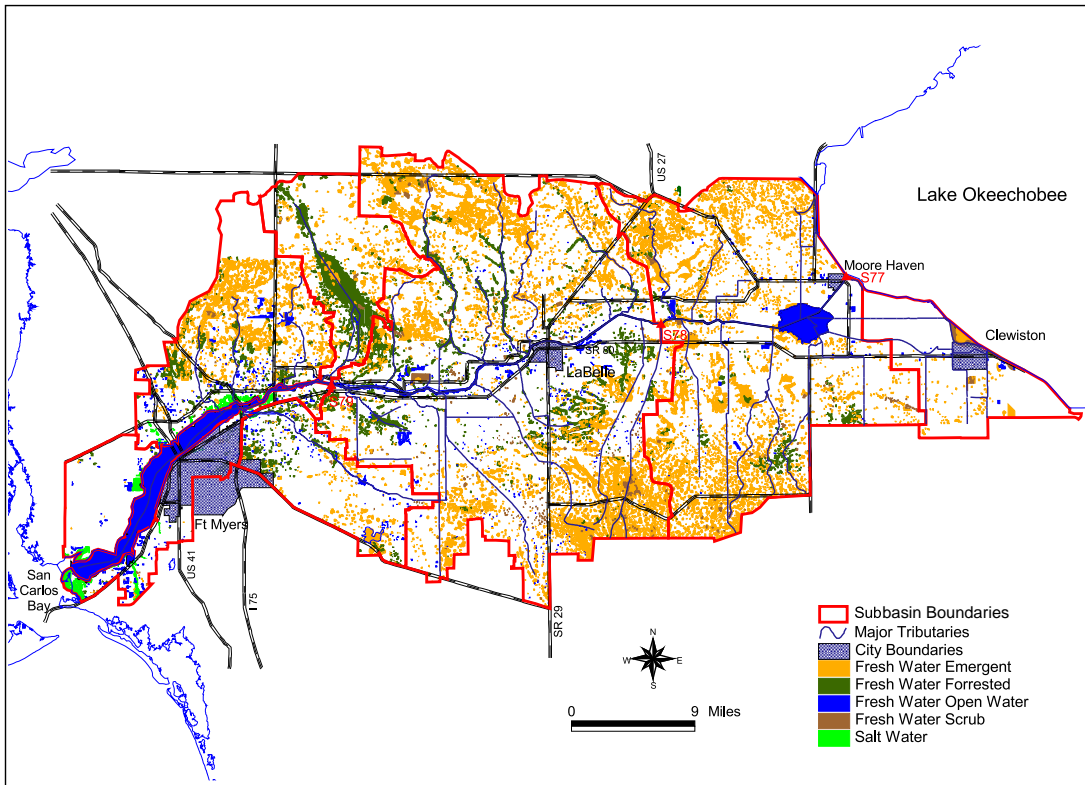 US 27
Lake Okeechobee
Moore Haven
S77
S78
Clewiston
SR 80
LaBelle
S79
Ft Myers
US 41
I 75
San
Carlos
Bay
SR 29
N
W
E
S
0
9 Miles
Subbasin Boundaries
Major Tributaries
City Boundaries
Fresh Water Emergent
Fresh Water Forrested
Fresh Water Open Water
Fresh Water Scrub
Salt Water